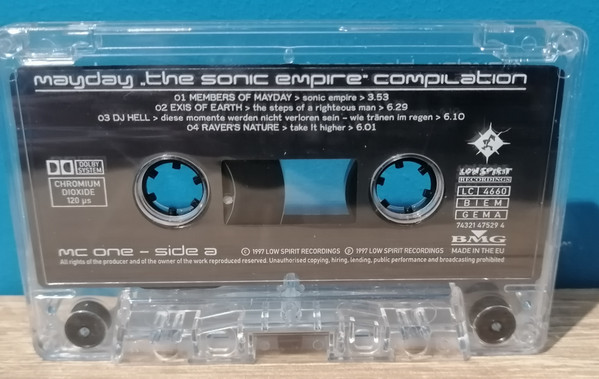 mayday „the sonic empire" compilation
01 MEMBERS OF MAYDAY > sonic empire > 3.53
02 EXIS OF EARTH > the steps of a righteous man > 6.29
03 DJ HELL > diese momente werden nicht verloren sein – wie tränen im regen > 6.10
04 RAVER'S NATURE > take it higher > 6.01
DOLBY SYSTEM
CHROMIUM
DIOXIDE
120 µs
LOW SPIRIT
RECORDINGS
LC 4660
BIEM
GEMA
74321 47529 4
BMG
MADE IN THE EU
mc one – side a
© 1997 LOW SPIRIT RECORDINGS ℗ 1997 LOW SPIRIT RECORDINGS
All rights of the producer and of the owner of the work reproduced reserved. Unauthorised copying, hiring, lending, public performance and broadcasting prohibited